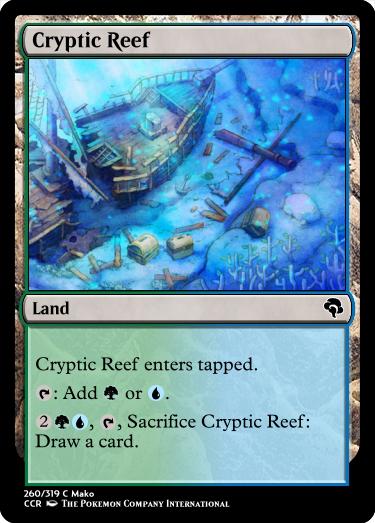 Cryptic Reef
Land
Cryptic Reef enters tapped.
: Add or .
2 , , Sacrifice Cryptic Reef:
Draw a card.
260/319 C Mako
CCR The Pokemon Company International